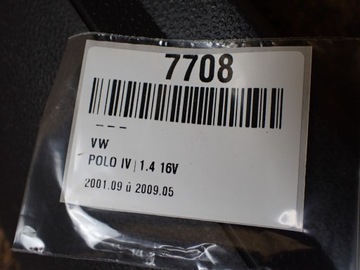 7708
– – –
VW
POLO IV | 1.4 16V
2001.09 ü 2009.05